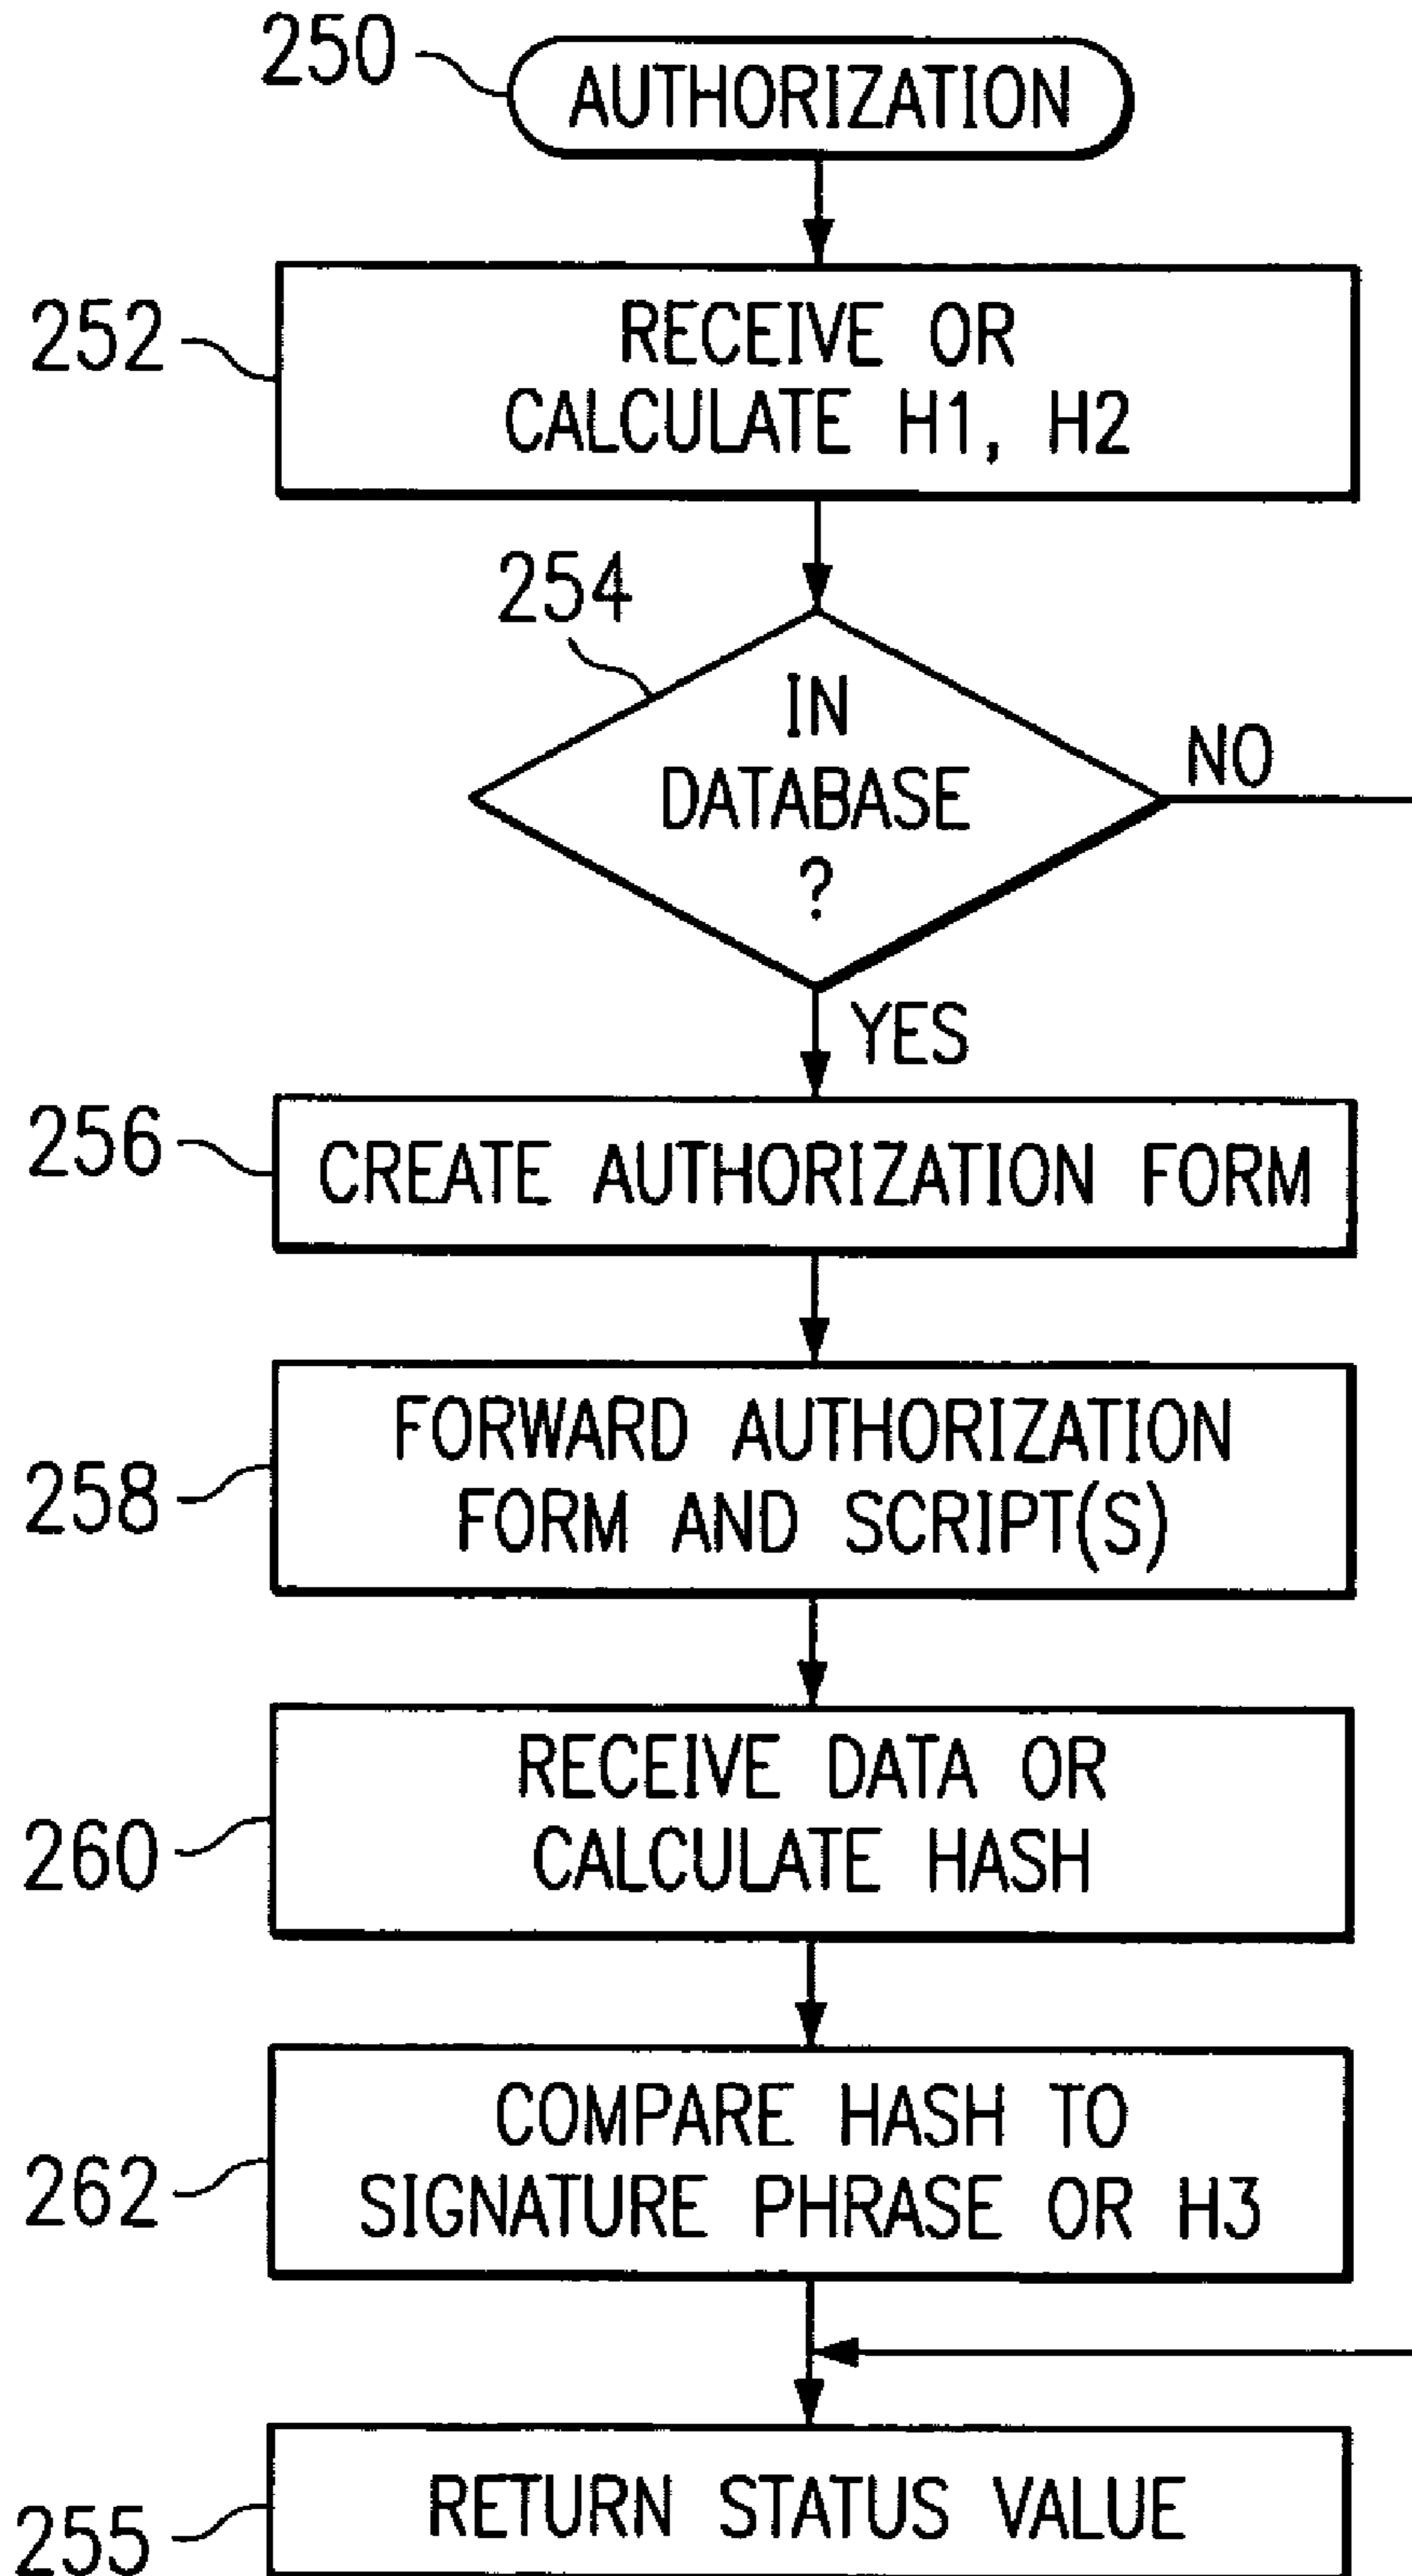 250
AUTHORIZATION
252
RECEIVE OR
CALCULATE H1, H2
254
IN
DATABASE
?
NO
YES
256
CREATE AUTHORIZATION FORM
258
FORWARD AUTHORIZATION
FORM AND SCRIPT(S)
260
RECEIVE DATA OR
CALCULATE HASH
262
COMPARE HASH TO
SIGNATURE PHRASE OR H3
255
RETURN STATUS VALUE